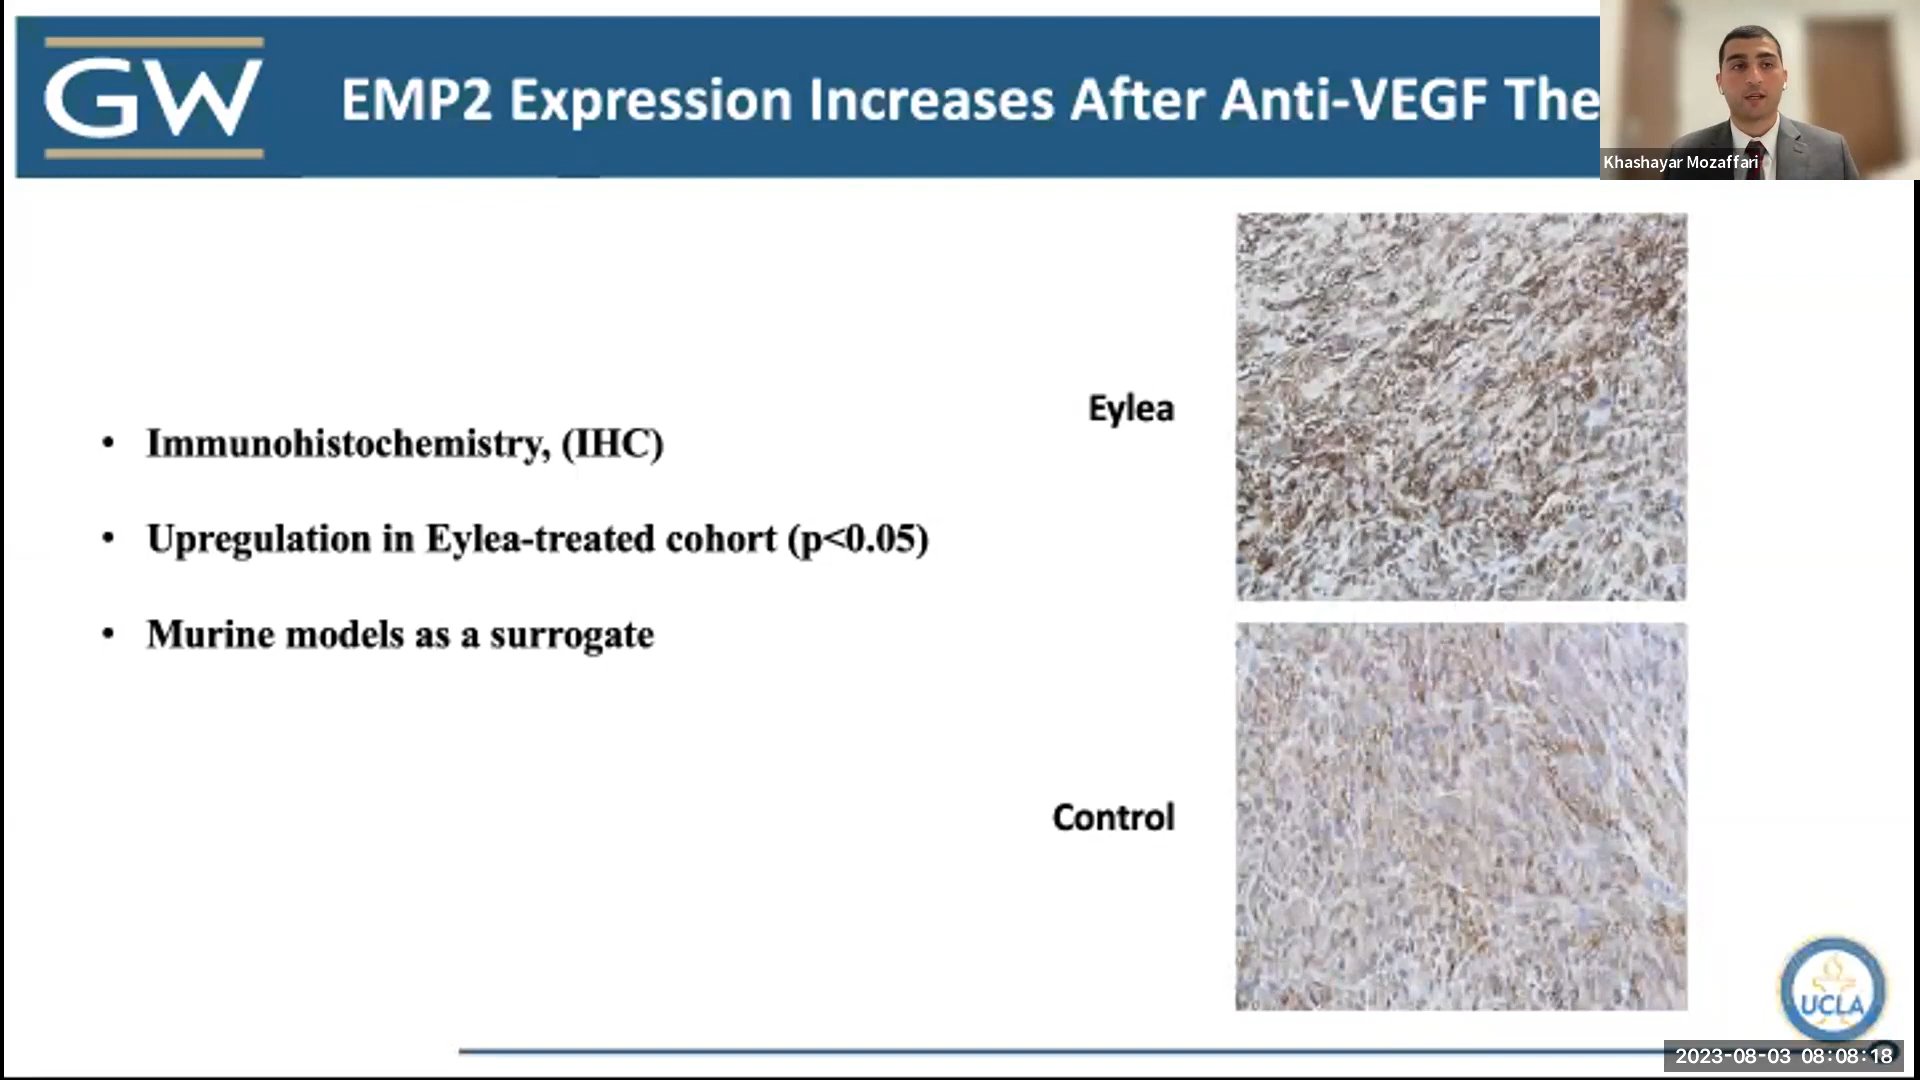 GW
EMP2 Expression Increases After Anti-VEGF The
Khashayar Mozaffari
Eylea
• Immunohistochemistry, (IHC)
• Upregulation in Eylea-treated cohort (p<0.05)
• Murine models as a surrogate
Control
UCLA
2023-08-03 08:08:18